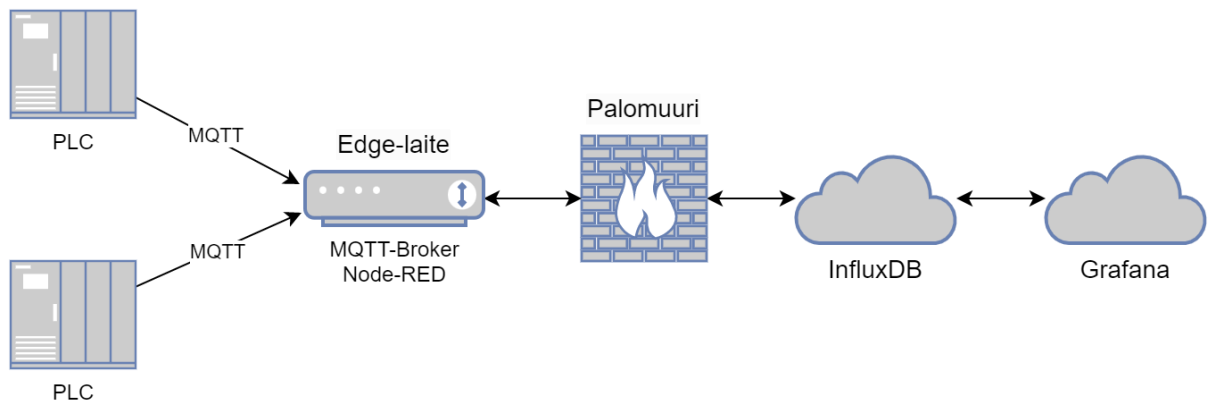 PLC
MQTT
MQTT
PLC
Edge-laite
MQTT-Broker
Node-RED
Palomuuri
InfluxDB
Grafana